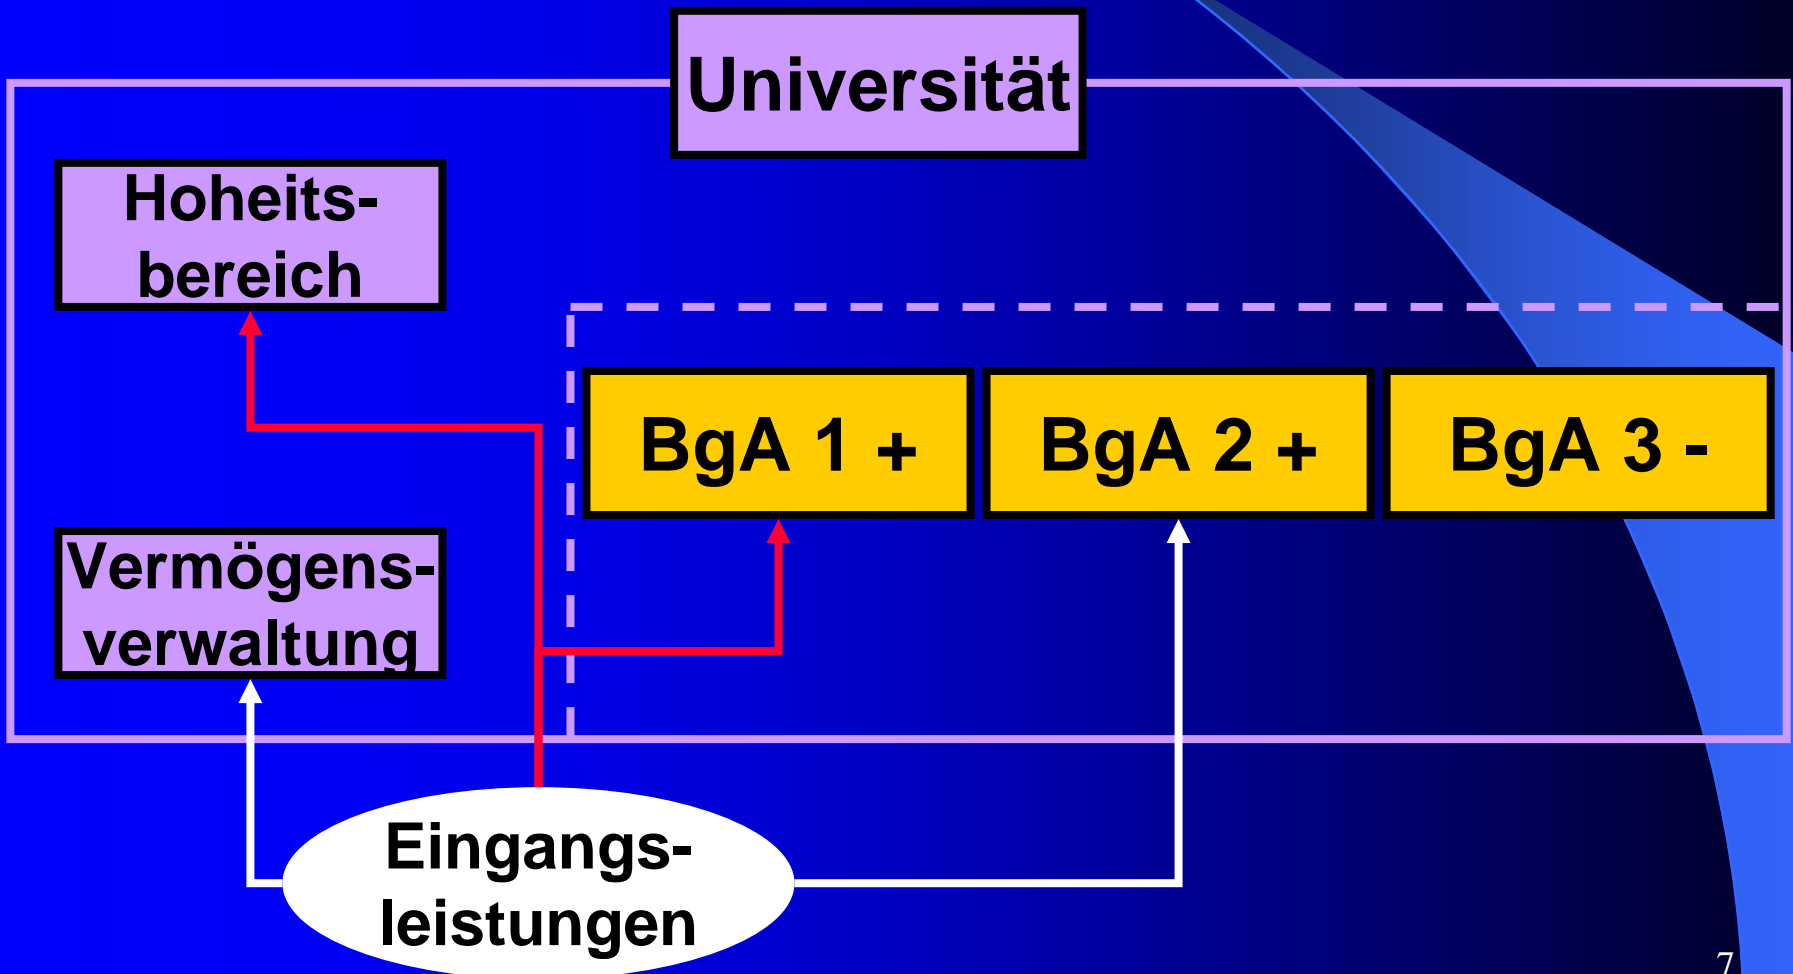 Universität
Hoheits-
bereich
BgA 1 +
BgA 2 +
BgA 3 -
Vermögens-
verwaltung
Eingangs-
leistungen
7